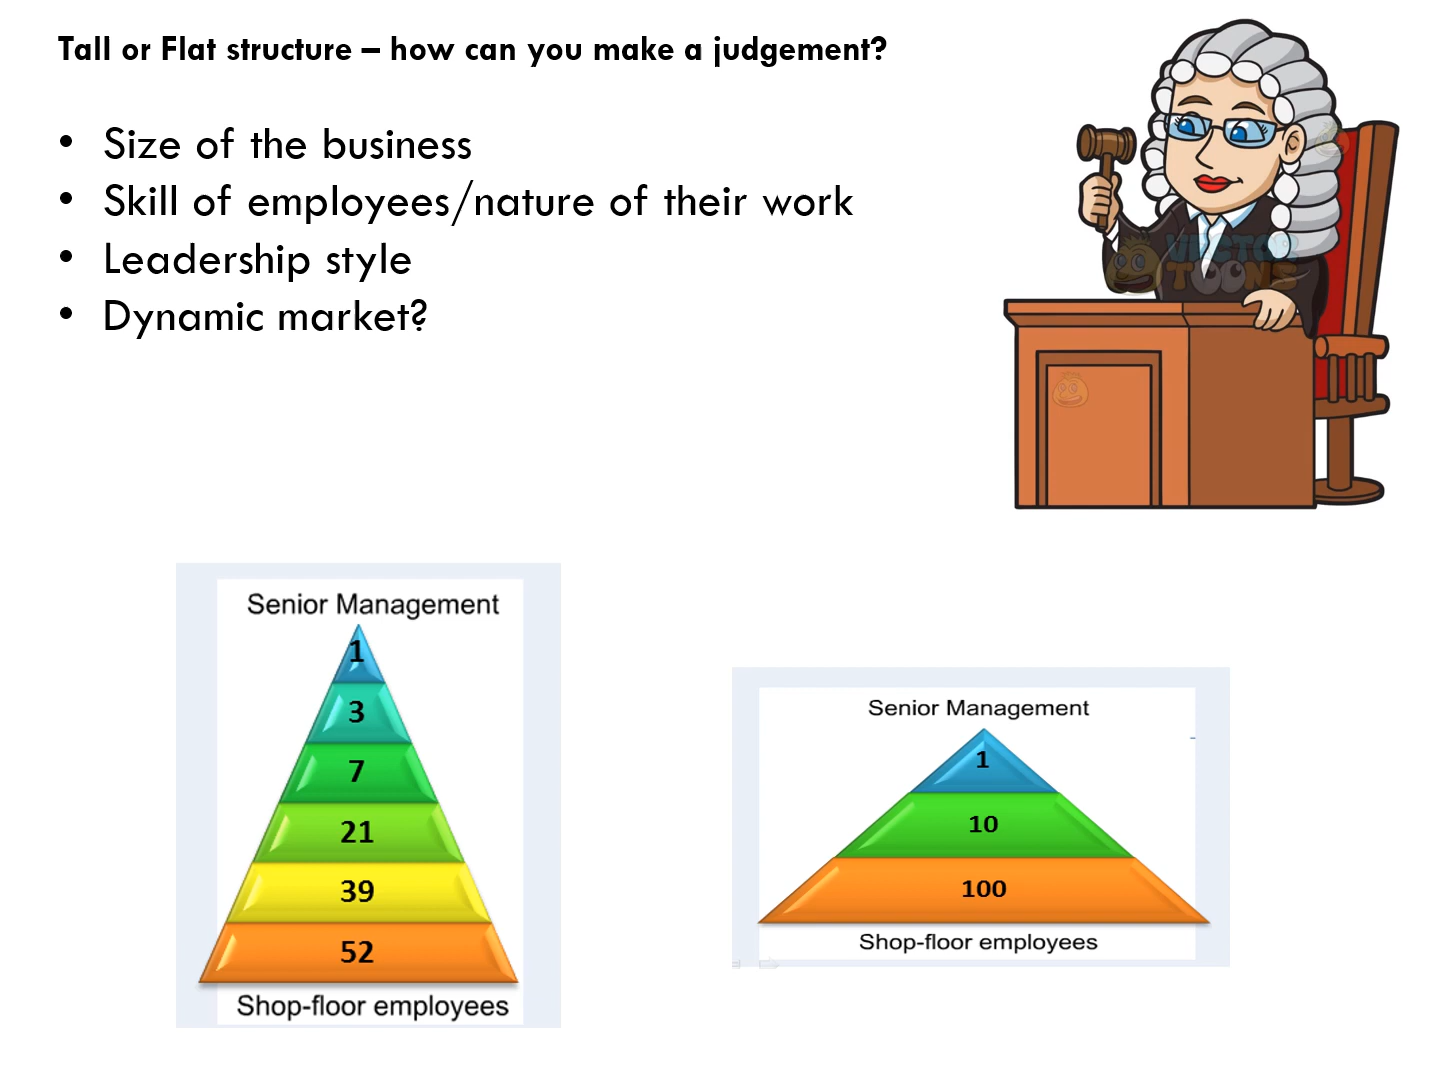 Tall or Flat structure – how can you make a judgement?
• Size of the business
• Skill of employees/nature of their work
• Leadership style
• Dynamic market?
VECTOR
TOONS
Senior Management
1
3
7
21
39
52
Shop-floor employees
Senior Management
1
10
100
Shop-floor employees